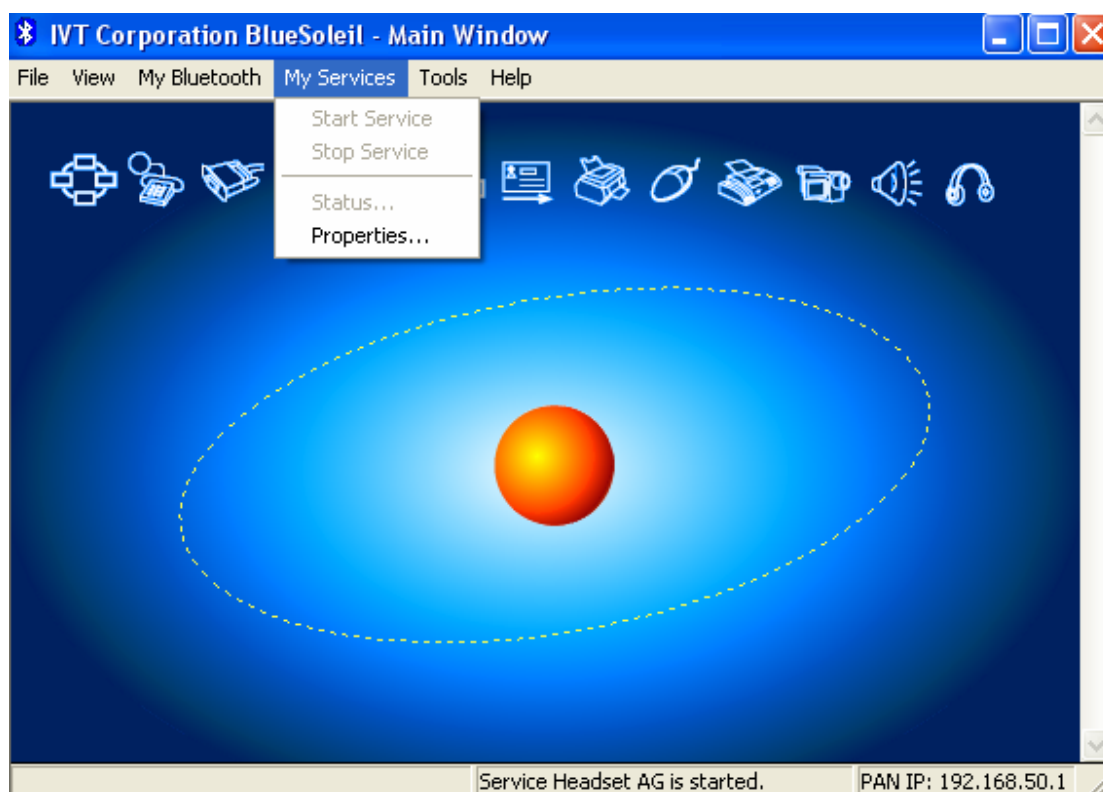 IVT Corporation BlueSoleil - Main Window
File View My Bluetooth My Services Tools Help
Start Service
Stop Service
Status...
Properties...
Service Headset AG is started. PAN IP: 192.168.50.1